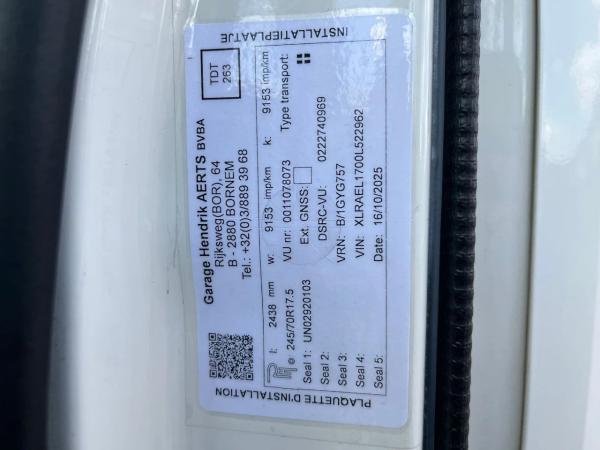 INSTALLATIEPLAATJE
Garage Hendrik AERTS BVBA
Rijksweg(BOR), 64
B - 2880 BORNEM
Tel.: +32(0)3/889 39 68
TDT
263
l: 2438 mm w: 9153 imp/km k: 9153 imp/km
245/70R17.5 VU nr: 0011078073 Type transport:
Seal 1: UN02920103 Ext. GNSS:
Seal 2: DSRC-VU: 0222740969
Seal 3: VRN: B/1GYG757
Seal 4: VIN: XLRAEL1700L522962
Seal 5: Date: 16/10/2025
PLAQUETTE D'INSTALLATION